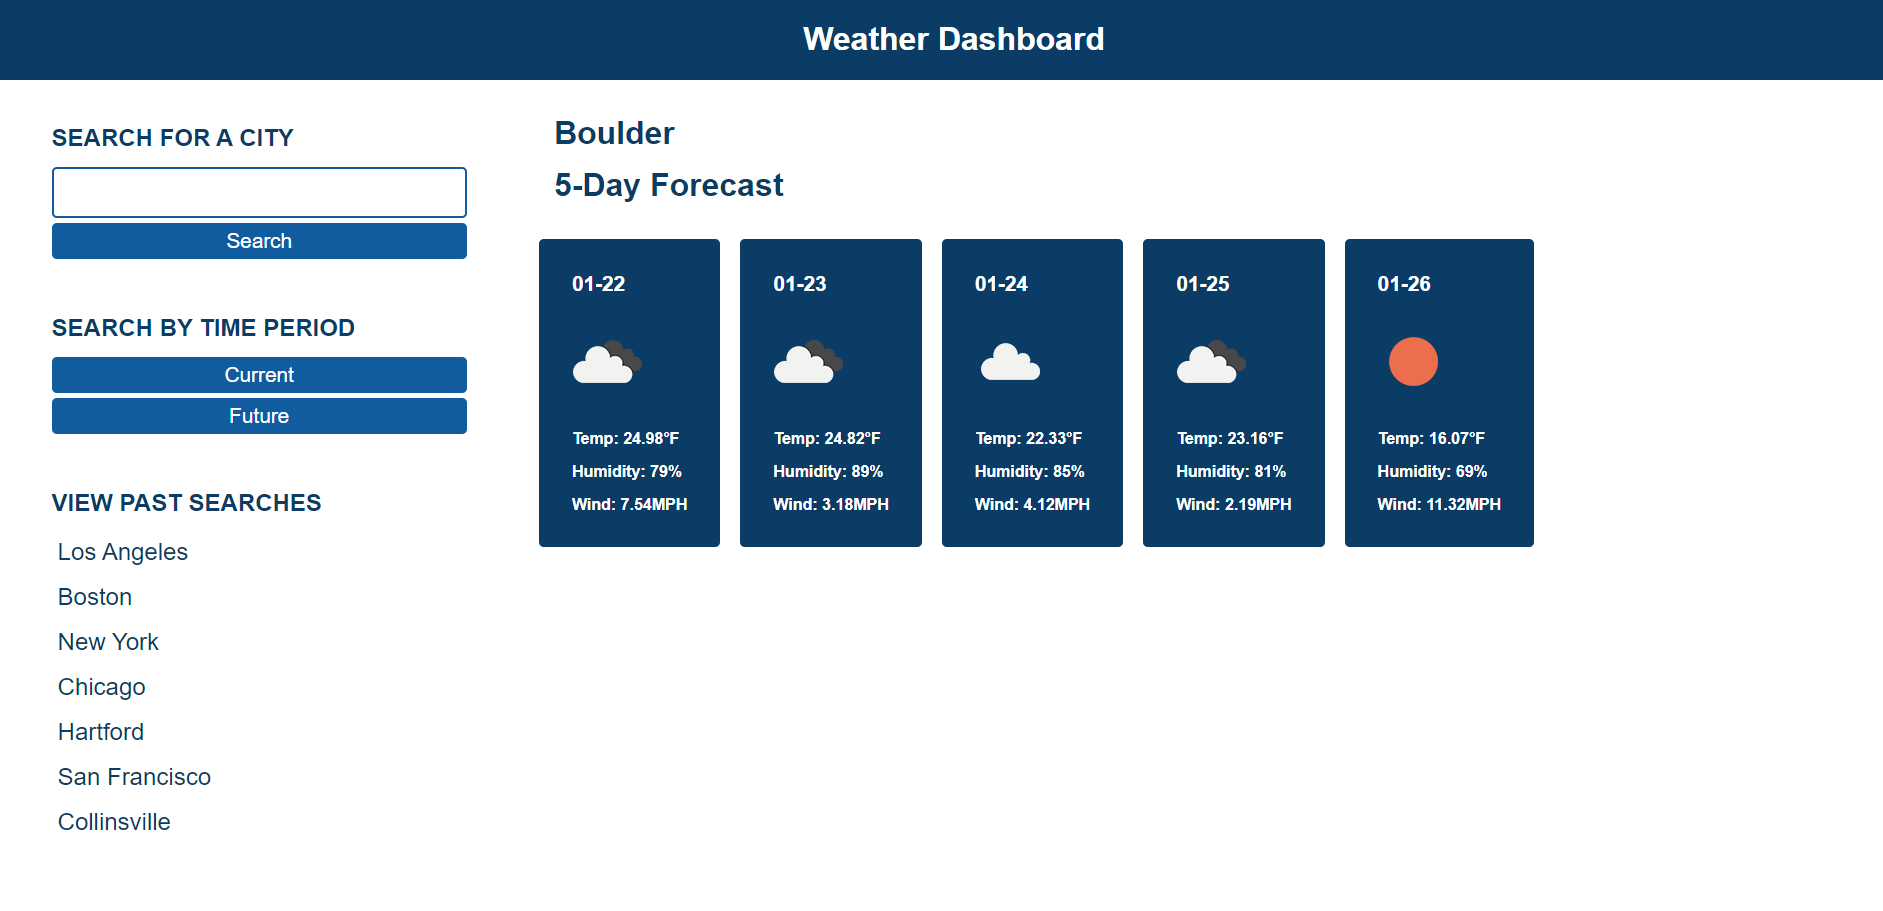 Weather Dashboard
SEARCH FOR A CITY
Search
SEARCH BY TIME PERIOD
Current
Future
VIEW PAST SEARCHES
Los Angeles
Boston
New York
Chicago
Hartford
San Francisco
Collinsville
Boulder
5-Day Forecast
01-22
Temp: 24.98°F
Humidity: 79%
Wind: 7.54MPH
01-23
Temp: 24.82°F
Humidity: 89%
Wind: 3.18MPH
01-24
Temp: 22.33°F
Humidity: 85%
Wind: 4.12MPH
01-25
Temp: 23.16°F
Humidity: 81%
Wind: 2.19MPH
01-26
Temp: 16.07°F
Humidity: 69%
Wind: 11.32MPH